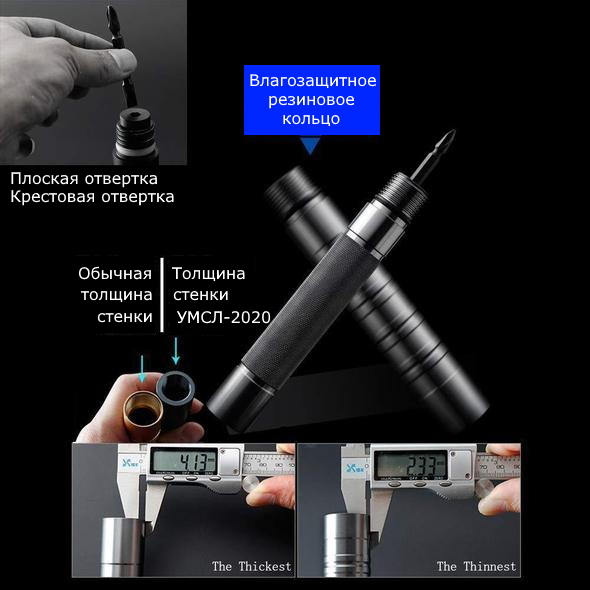 Влагозащитное
резиновое
кольцо
Плоская отвертка
Крестовая отвертка
Обычная
толщина
стенки
Толщина
стенки
УМСЛ-2020
4.13
2.33
The Thickest
The Thinnest